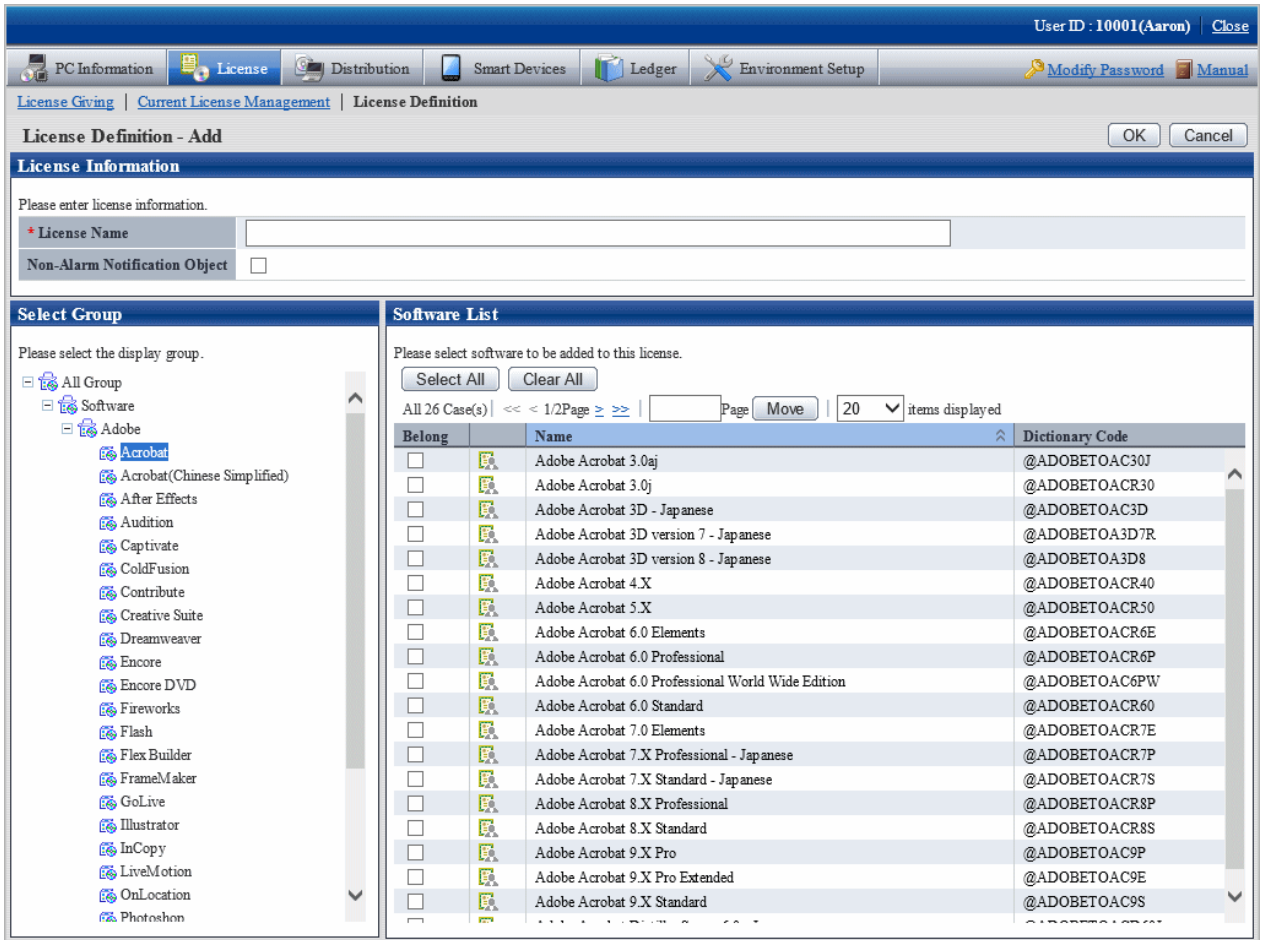 User ID : 10001(Aaron) Close
PC Information License Distribution Smart Devices Ledger Environment Setup Modify Password Manual
License Giving | Current License Management | License Definition
License Definition - Add OK Cancel
License Information
Please enter license information.
* License Name
Non-Alarm Notification Object
Select Group
Please select the display group.
All Group
Software
Adobe
Acrobat
Acrobat(Chinese Simplified)
After Effects
Audition
Captivate
ColdFusion
Contribute
Creative Suite
Dreamweaver
Encore
Encore DVD
Fireworks
Flash
Flex Builder
FrameMaker
GoLive
Illustrator
InCopy
LiveMotion
OnLocation
Photoshop
Software List
Please select software to be added to this license.
Select All Clear All
All 26 Case(s) | << < 1/2Page > >> | Page Move | 20 items displayed
Belong Name Dictionary Code
Adobe Acrobat 3.0aj @ADOBETOAC30J
Adobe Acrobat 3.0j @ADOBETOACR30
Adobe Acrobat 3D - Japanese @ADOBETOAC3D
Adobe Acrobat 3D version 7 - Japanese @ADOBETOA3D7R
Adobe Acrobat 3D version 8 - Japanese @ADOBETOA3D8
Adobe Acrobat 4.X @ADOBETOACR40
Adobe Acrobat 5.X @ADOBETOACR50
Adobe Acrobat 6.0 Elements @ADOBETOACR6E
Adobe Acrobat 6.0 Professional @ADOBETOACR6P
Adobe Acrobat 6.0 Professional World Wide Edition @ADOBETOAC6PW
Adobe Acrobat 6.0 Standard @ADOBETOACR60
Adobe Acrobat 7.0 Elements @ADOBETOACR7E
Adobe Acrobat 7.X Professional - Japanese @ADOBETOACR7P
Adobe Acrobat 7.X Standard - Japanese @ADOBETOACR7S
Adobe Acrobat 8.X Professional @ADOBETOACR8P
Adobe Acrobat 8.X Standard @ADOBETOACR8S
Adobe Acrobat 9.X Pro @ADOBETOAC9P
Adobe Acrobat 9.X Pro Extended @ADOBETOAC9E
Adobe Acrobat 9.X Standard @ADOBETOAC9S